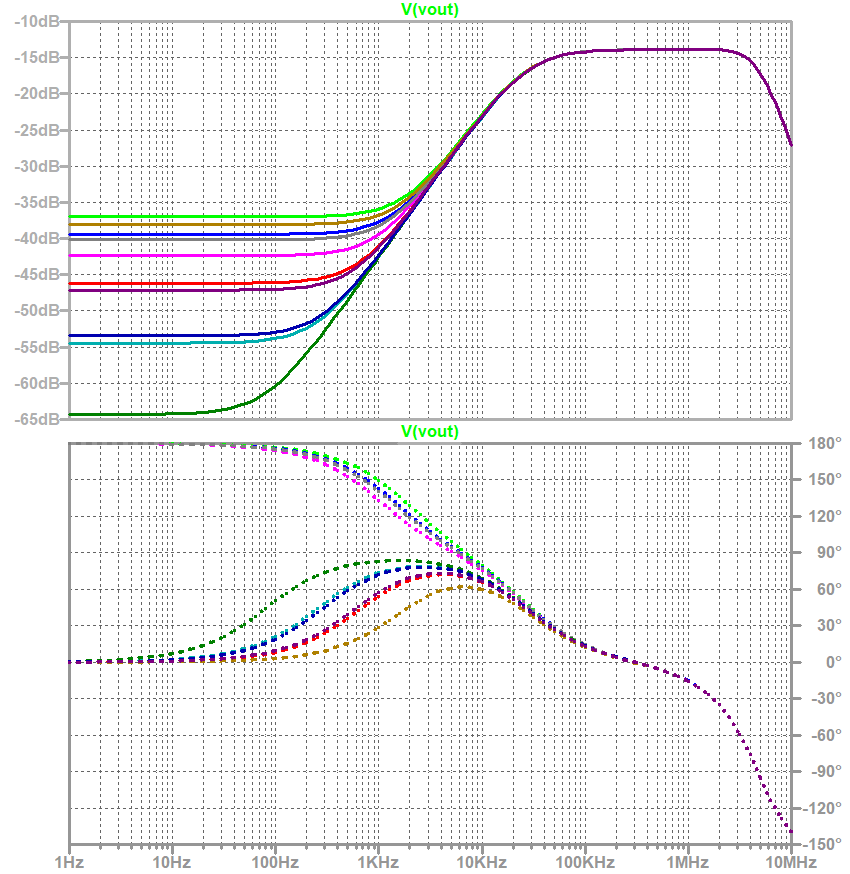 V(vout)
-10dB
-15dB
-20dB
-25dB
-30dB
-35dB
-40dB
-45dB
-50dB
-55dB
-60dB
-65dB
V(vout)
180°
150°
120°
90°
60°
30°
0°
-30°
-60°
-90°
-120°
-150°
1Hz 10Hz 100Hz 1KHz 10KHz 100KHz 1MHz 10MHz